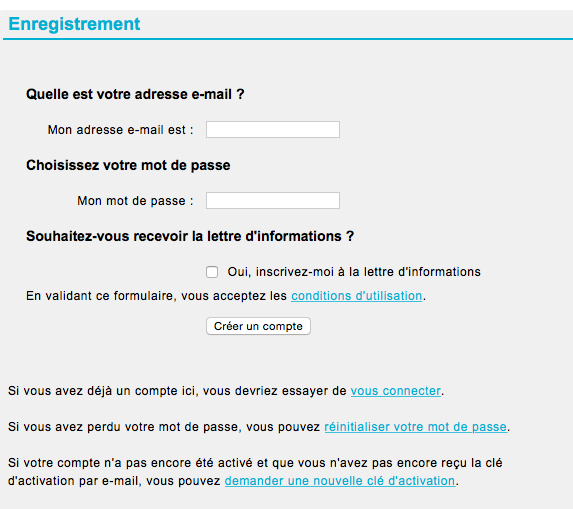 Enregistrement
Quelle est votre adresse e-mail ?
Mon adresse e-mail est :
Choisissez votre mot de passe
Mon mot de passe :
Souhaitez-vous recevoir la lettre d'informations ?
Oui, inscrivez-moi à la lettre d'informations
En validant ce formulaire, vous acceptez les conditions d'utilisation.
Créer un compte
Si vous avez déjà un compte ici, vous devriez essayer de vous connecter.
Si vous avez perdu votre mot de passe, vous pouvez réinitialiser votre mot de passe.
Si votre compte n'a pas encore été activé et que vous n'avez pas encore reçu la clé
d'activation par e-mail, vous pouvez demander une nouvelle clé d'activation.